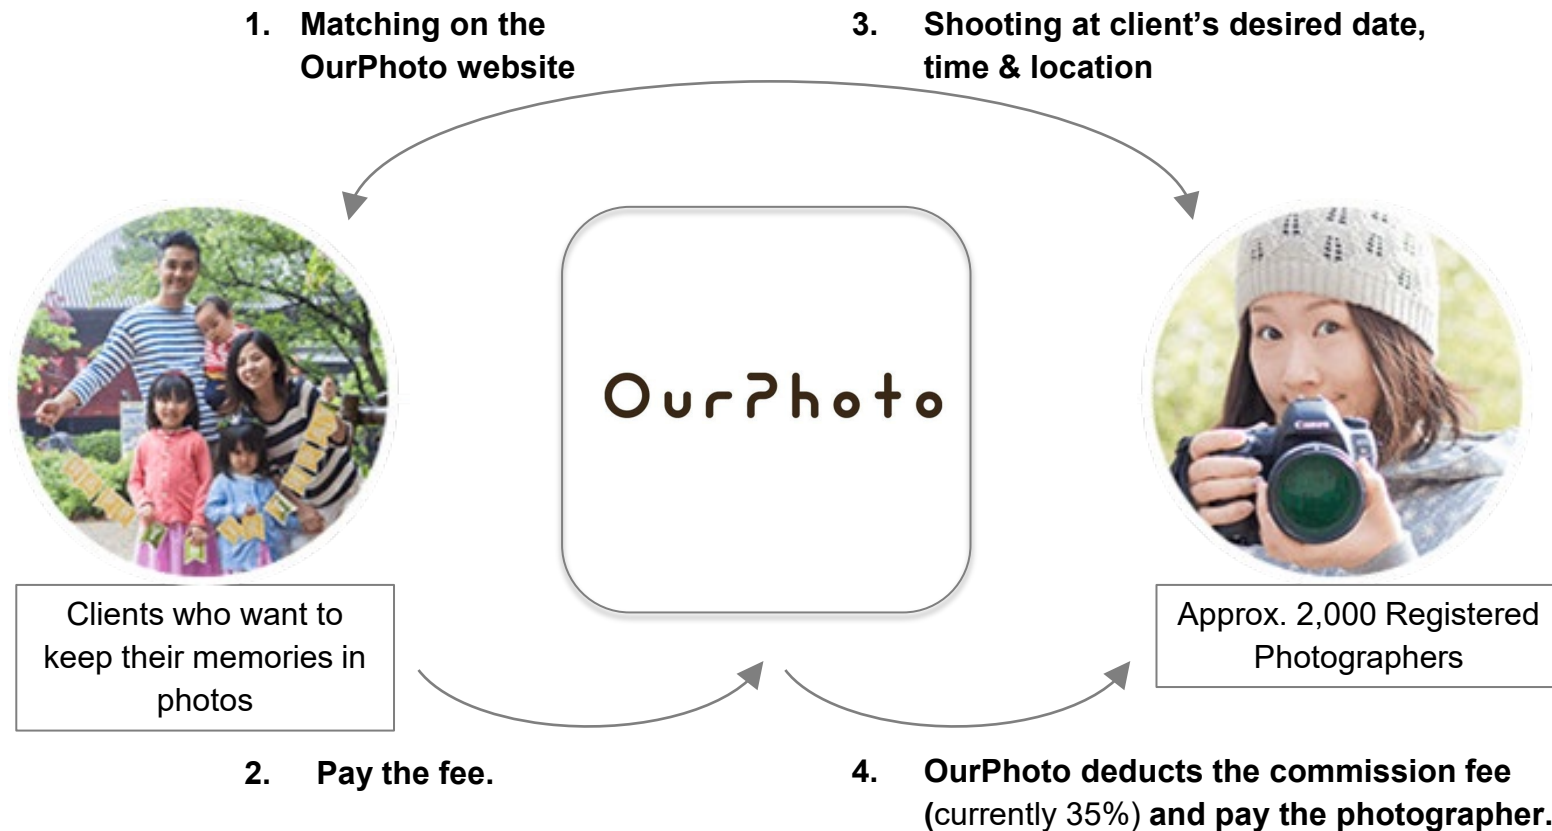 1. Matching on the
OurPhoto website
3. Shooting at client’s desired date,
time & location
OurPhoto
Canon
Clients who want to
keep their memories in
photos
Approx. 2,000 Registered
Photographers
2. Pay the fee.
4. OurPhoto deducts the commission fee
(currently 35%) and pay the photographer.